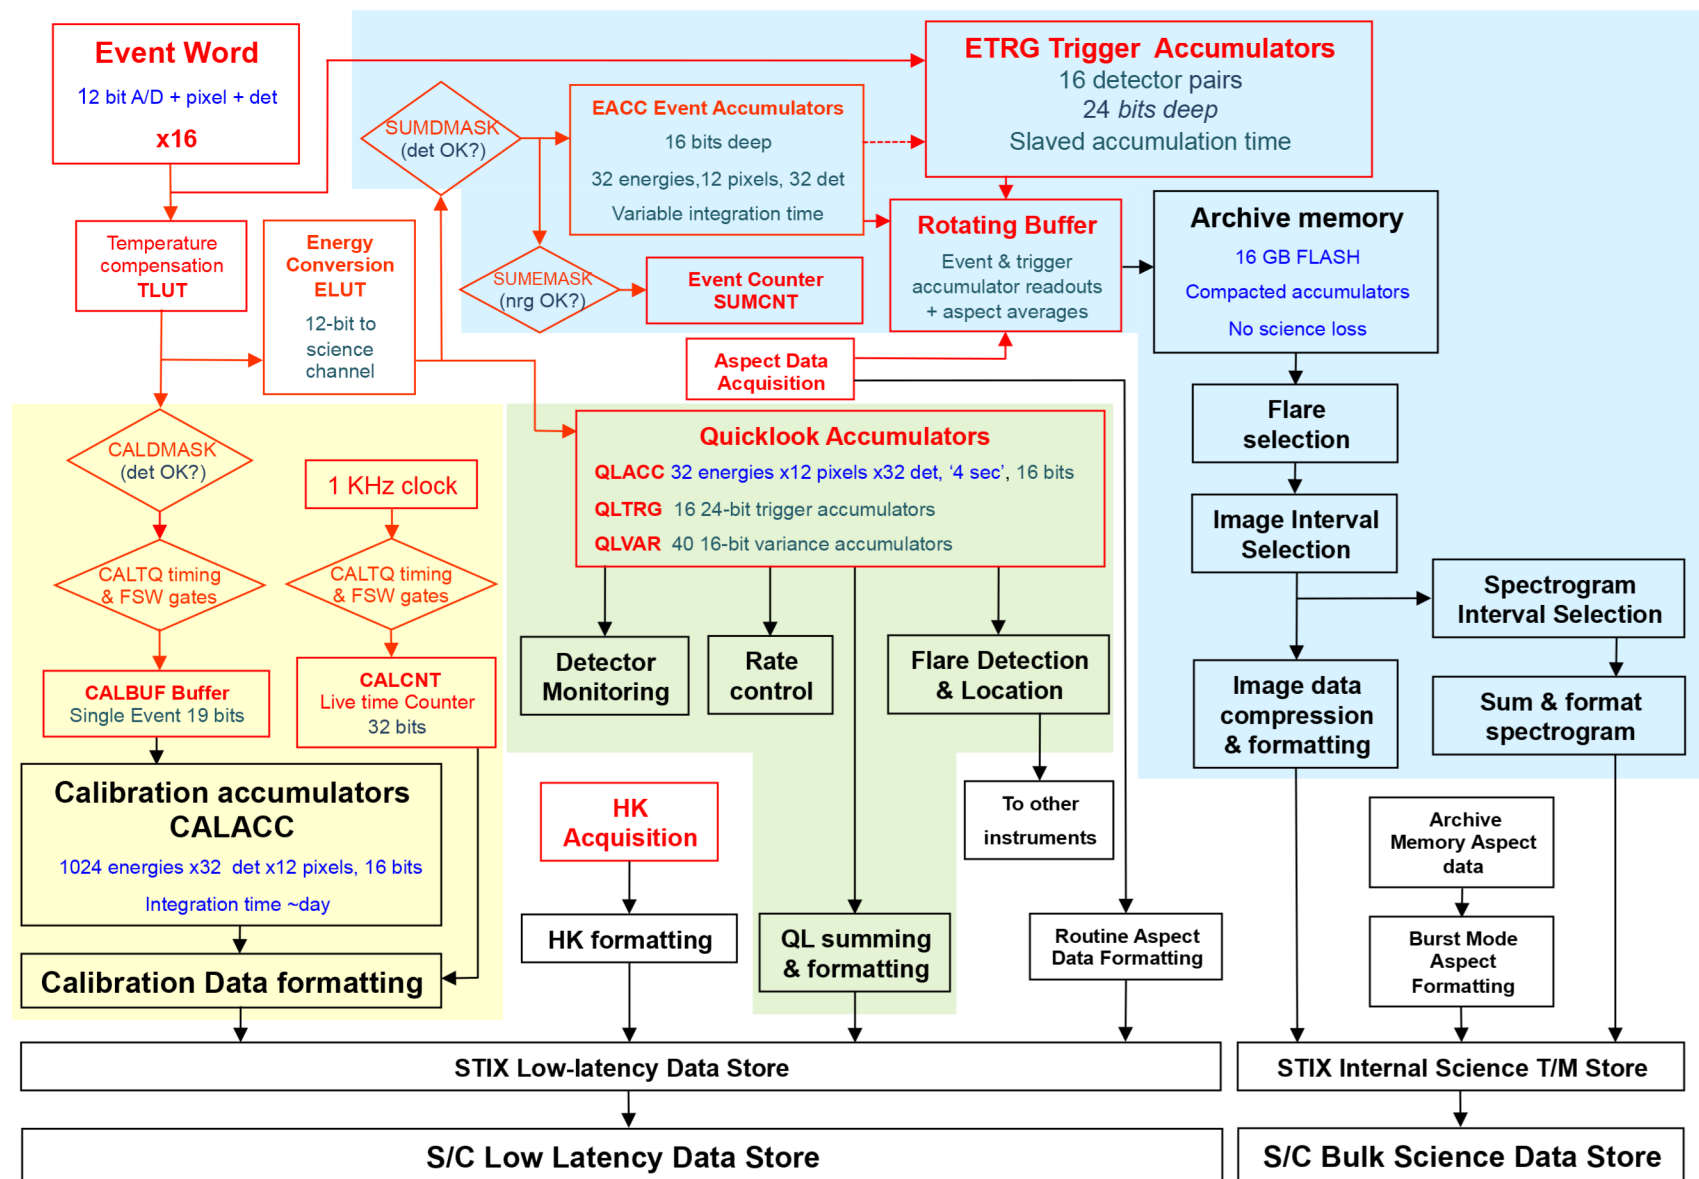 Event Word
12 bit A/D + pixel + det
x16
ETRG Trigger Accumulators
16 detector pairs
24 bits deep
Slaved accumulation time
SUMDMASK
(det OK?)
EACC Event Accumulators
16 bits deep
32 energies,12 pixels, 32 det
Variable integration time
Temperature
compensation
TLUT
Energy
Conversion
ELUT
12-bit to
science
channel
SUMEMASK
(nrg OK?)
Event Counter
SUMCNT
Rotating Buffer
Event & trigger
accumulator readouts
+ aspect averages
Archive memory
16 GB FLASH
Compacted accumulators
No science loss
Aspect Data
Acquisition
Flare
selection
CALDMASK
(det OK?)
1 KHz clock
Quicklook Accumulators
QLACC 32 energies x12 pixels x32 det, ‘4 sec’, 16 bits
QLTRG 16 24-bit trigger accumulators
QLVAR 40 16-bit variance accumulators
Image Interval
Selection
CALTQ timing
& FSW gates
CALTQ timing
& FSW gates
Spectrogram
Interval Selection
Detector
Monitoring
Rate
control
Flare Detection
& Location
CALBUF Buffer
Single Event 19 bits
CALCNT
Live time Counter
32 bits
Image data
compression
& formatting
Sum & format
spectrogram
Calibration accumulators
CALACC
1024 energies x32 det x12 pixels, 16 bits
Integration time ~day
HK
Acquisition
To other
instruments
Archive
Memory Aspect
data
HK formatting
QL summing
& formatting
Routine Aspect
Data Formatting
Burst Mode
Aspect
Formatting
Calibration Data formatting
STIX Low-latency Data Store
STIX Internal Science T/M Store
S/C Low Latency Data Store
S/C Bulk Science Data Store